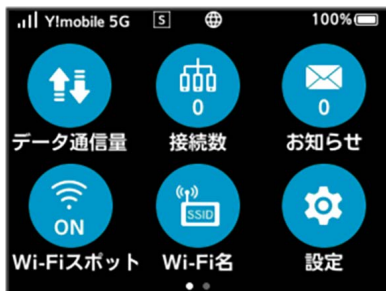 Y!mobile 5G S 100%
0 0
データ通信量 接続数 お知らせ
ON SSID
Wi-Fiスポット Wi-Fi名 設定